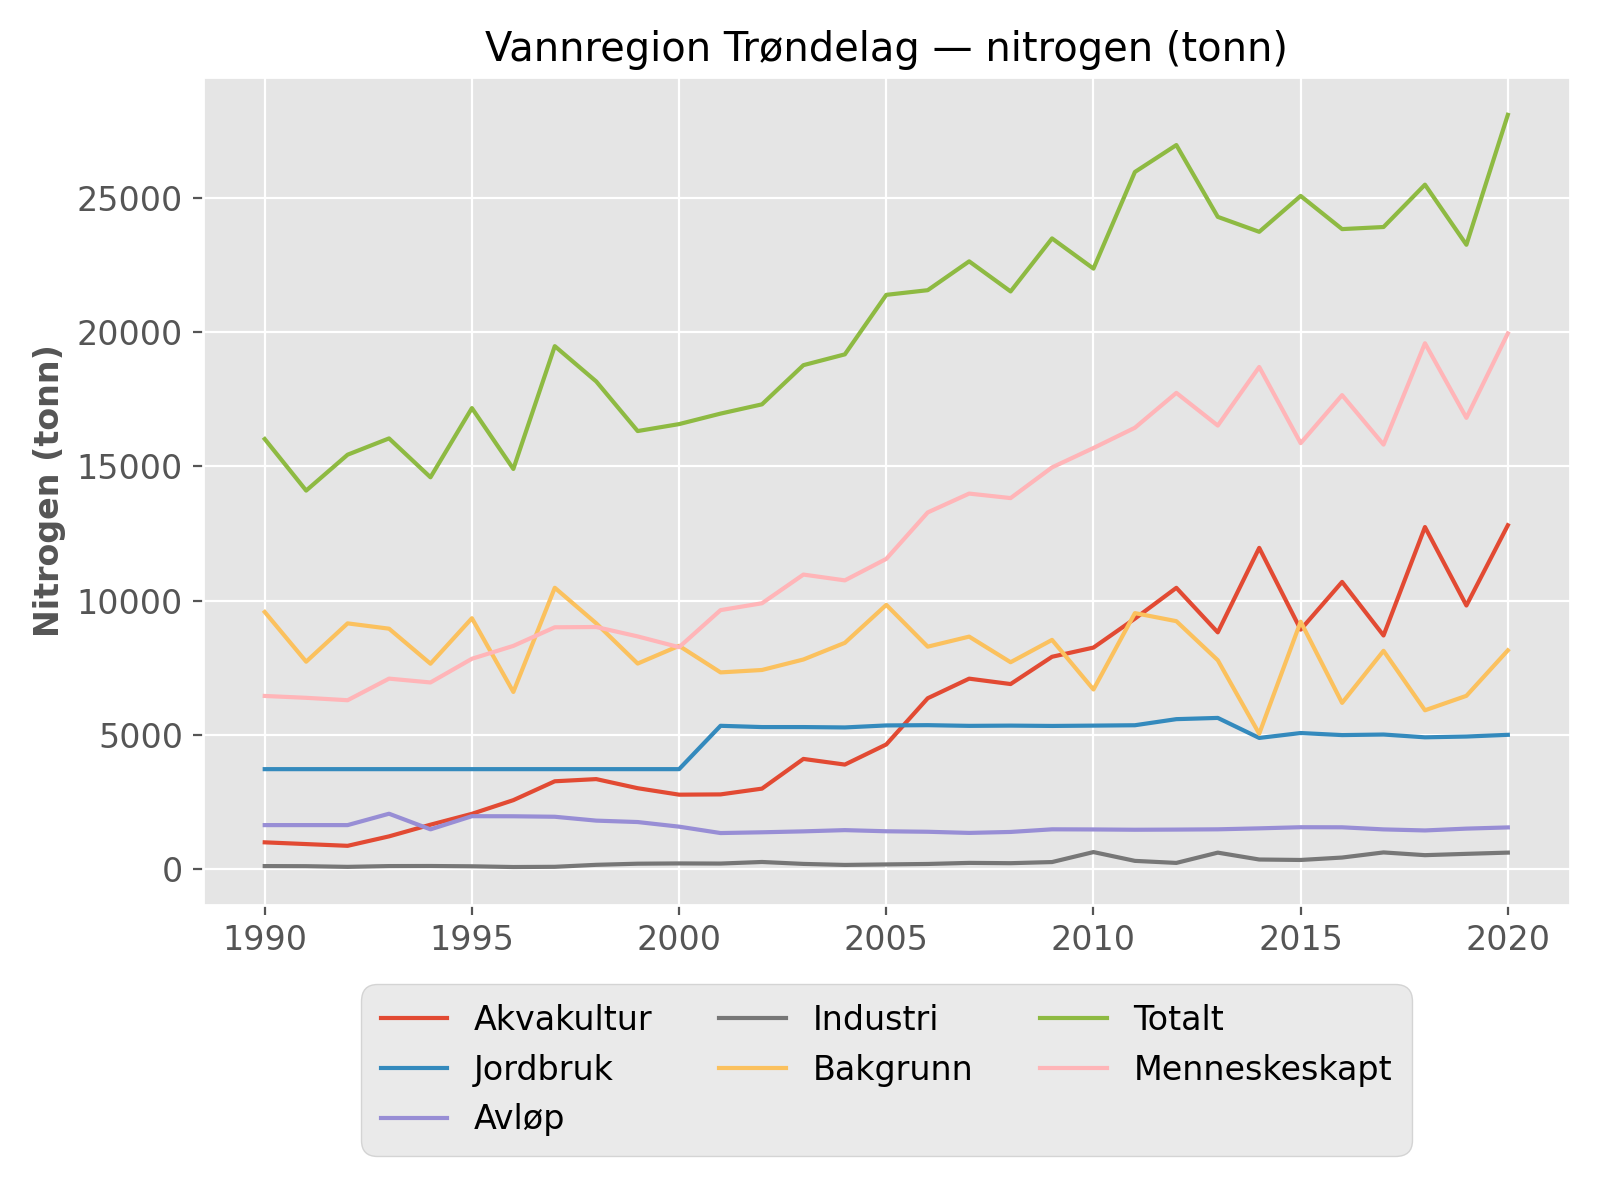 Vannregion Trøndelag — nitrogen (tonn)
Nitrogen (tonn)
25000
20000
15000
10000
5000
0
1990 1995 2000 2005 2010 2015 2020
Akvakultur Industri Totalt
Jordbruk Bakgrunn Menneskeskapt
Avløp